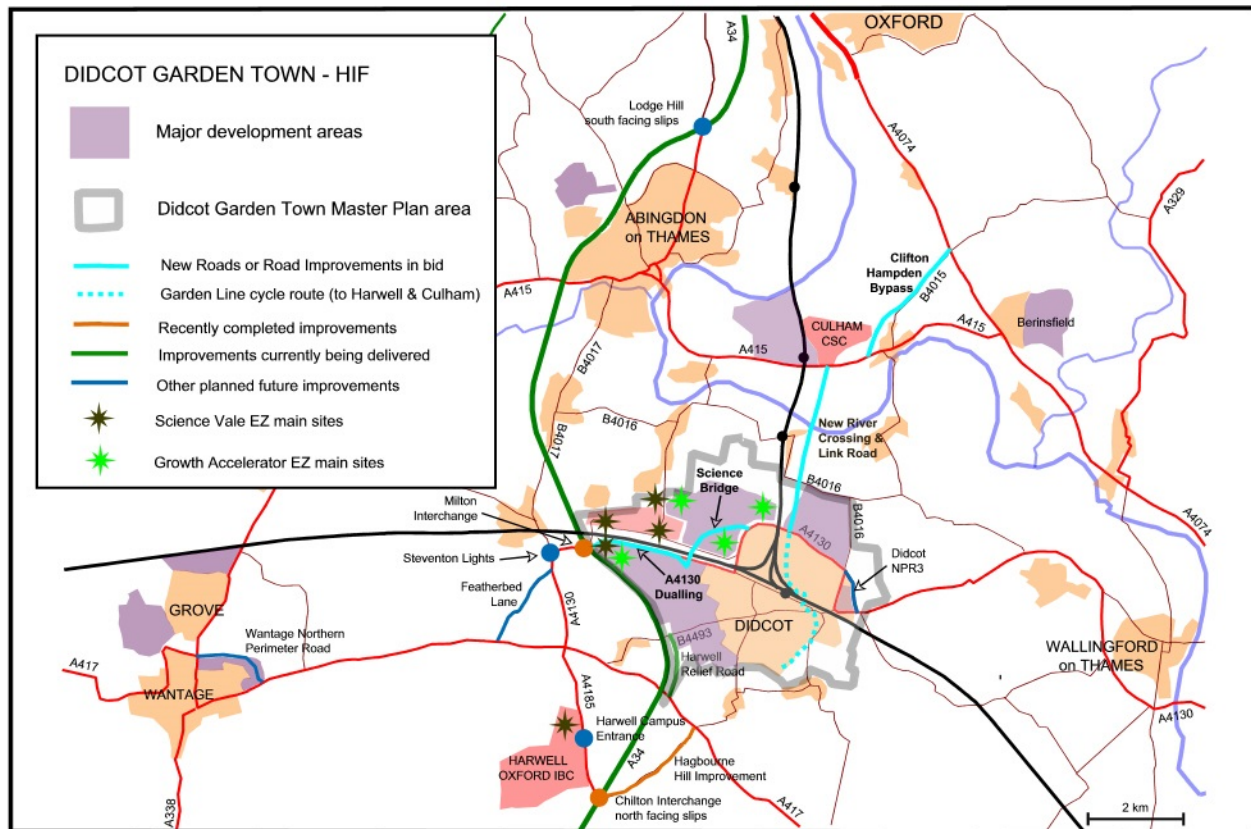 DIDCOT GARDEN TOWN - HIF
Major development areas
Didcot Garden Town Master Plan area
New Roads or Road Improvements in bid
Garden Line cycle route (to Harwell & Culham)
Recently completed improvements
Improvements currently being delivered
Other planned future improvements
Science Vale EZ main sites
Growth Accelerator EZ main sites
OXFORD
A34
Lodge Hill
south facing slips
A4074
A329
ABINGDON
on THAMES
Clifton
Hampden
Bypass
B4015
A415
A415
Berinsfield
CULHAM
CSC
A415
B4017
B4016
B4017
New River
Crossing &
Link Road
Science
Bridge
B4016
B4016
A4130
A4074
Milton
Interchange
Steventon Lights
Featherbed
Lane
A4130
A4130
Dualling
Didcot
NPR3
GROVE
Wantage Northern
Perimeter Road
DIDCOT
B4493
Harwell
Relief Road
WALLINGFORD
on THAMES
A417
WANTAGE
A4185
Harwell Campus
Entrance
A4130
HARWELL
OXFORD IBC
A34
Hagbourne
Hill Improvement
Chilton Interchange
north facing slips
A417
A338
2 km